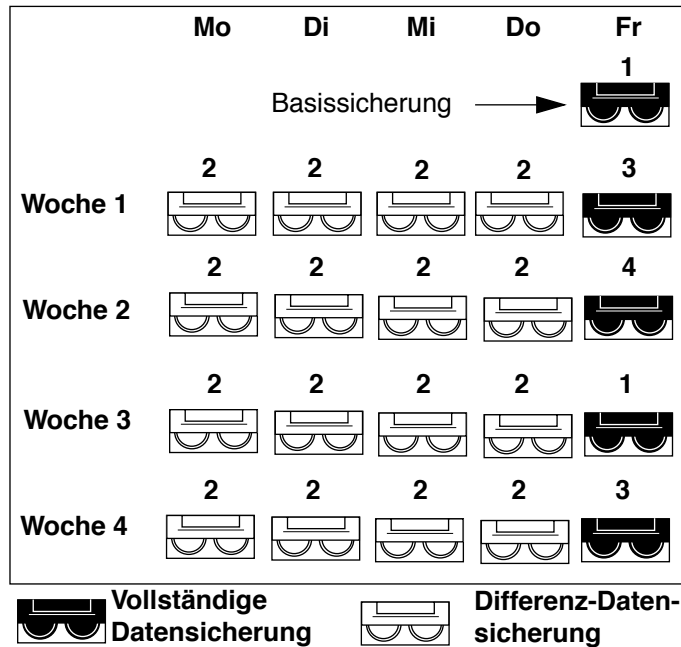 Mo Di Mi Do Fr
1
Basissicherung
2 2 2 2 3
Woche 1
2 2 2 2 4
Woche 2
2 2 2 2 1
Woche 3
2 2 2 2 3
Woche 4
Vollständige
Datensicherung
Differenz-Daten-
sicherung